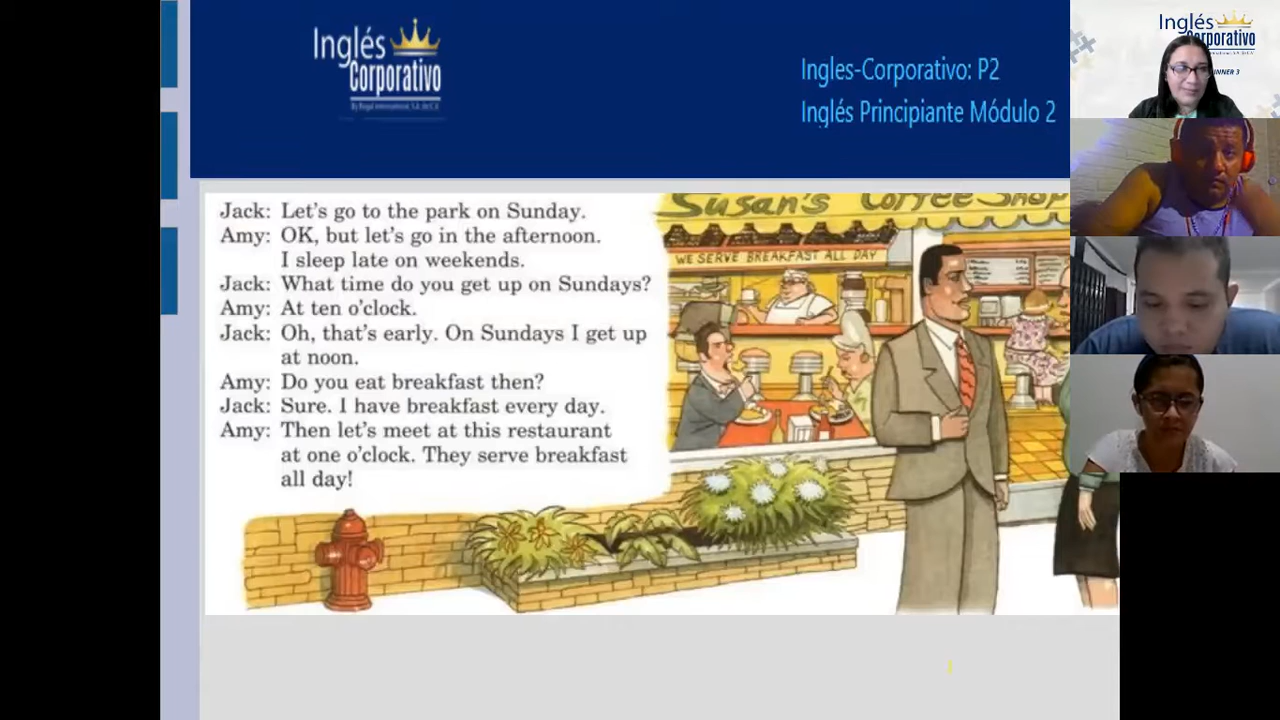 Inglés
Corporativo
Ingles-Corporativo: P2
Inglés Principiante Módulo 2
Jack: Let's go to the park on Sunday.
Amy: OK, but let's go in the afternoon.
I sleep late on weekends.
Jack: What time do you get up on Sundays?
Amy: At ten o'clock.
Jack: Oh, that's early. On Sundays I get up
at noon.
Amy: Do you eat breakfast then?
Jack: Sure. I have breakfast every day.
Amy: Then let's meet at this restaurant
at one o'clock. They serve breakfast
all day!
Susan's Coffee Shop
WE SERVE BREAKFAST ALL DAY
Inglés
Corporativo